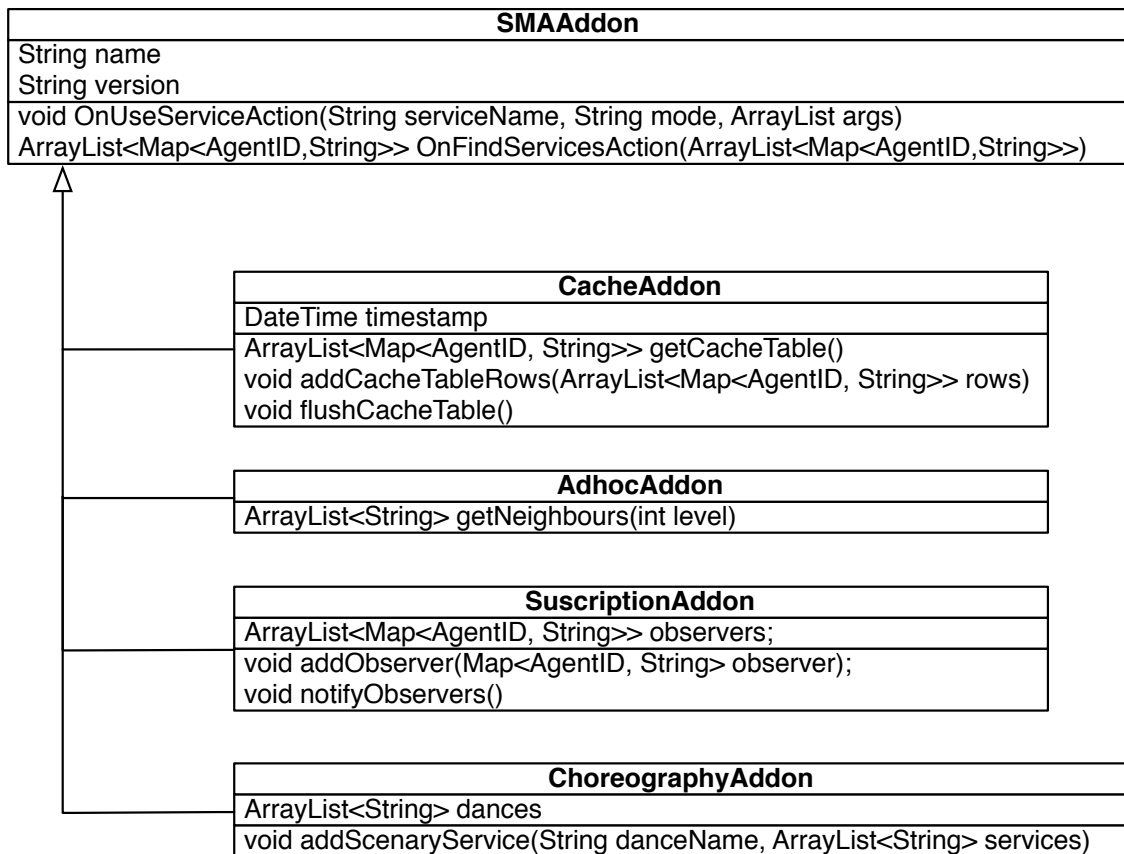 SMAAddon
String name
String version
void OnUseServiceAction(String serviceName, String mode, ArrayList args)
ArrayList<Map<AgentID,String>> OnFindServicesAction(ArrayList<Map<AgentID,String>>)
CacheAddon
DateTime timestamp
ArrayList<Map<AgentID, String>> getCacheTable()
void addCacheTableRows(ArrayList<Map<AgentID, String>> rows)
void flushCacheTable()
AdhocAddon
ArrayList<String> getNeighbours(int level)
SuscriptionAddon
ArrayList<Map<AgentID, String>> observers;
void addObserver(Map<AgentID, String> observer);
void notifyObservers()
ChoreographyAddon
ArrayList<String> dances
void addScenaryService(String danceName, ArrayList<String> services)